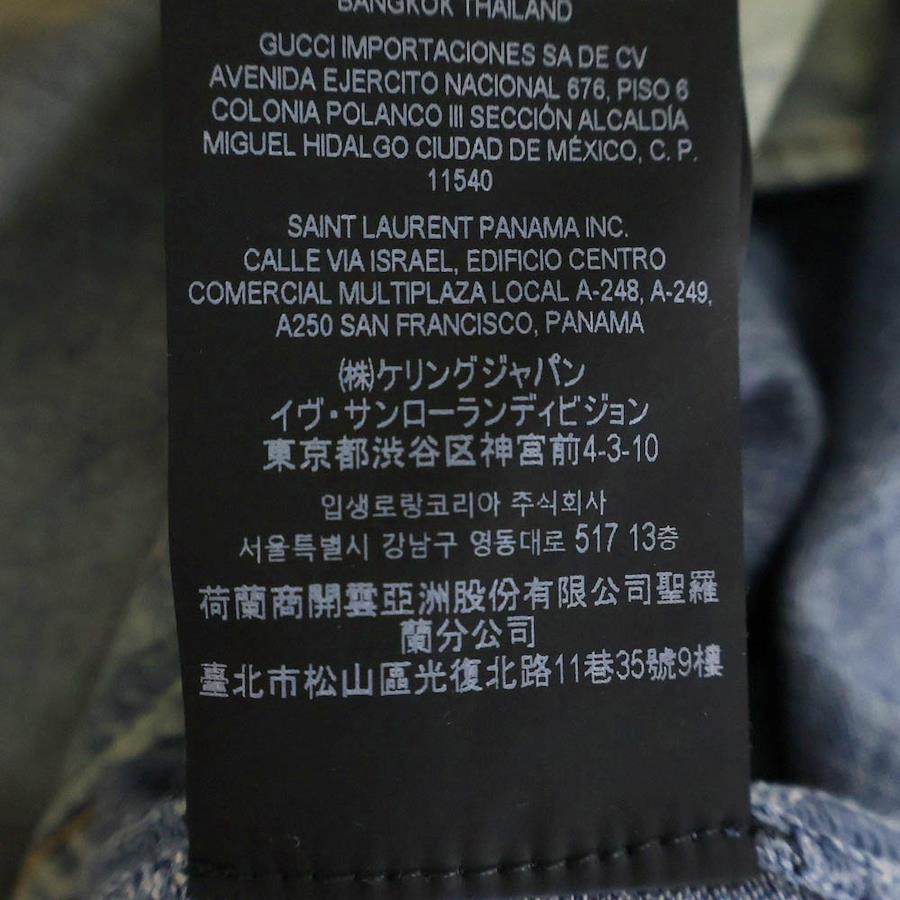 BANGKOK THAILAND
GUCCI IMPORTACIONES SA DE CV
AVENIDA EJERCITO NACIONAL 676, PISO 6
COLONIA POLANCO III SECCIÓN ALCALDÍA
MIGUEL HIDALGO CIUDAD DE MÉXICO, C. P.
11540
SAINT LAURENT PANAMA INC.
CALLE VIA ISRAEL, EDIFICIO CENTRO
COMERCIAL MULTIPLAZA LOCAL A-248, A-249,
A250 SAN FRANCISCO, PANAMA
㈱ケリングジャパン
イヴ・サンローランディビジョン
東京都渋谷区神宮前4-3-10
입생로랑코리아 주식회사
서울특별시 강남구 영동대로 517 13층
荷蘭商開雲亞洲股份有限公司聖羅
蘭分公司
臺北市松山區光復北路11巷35號9樓